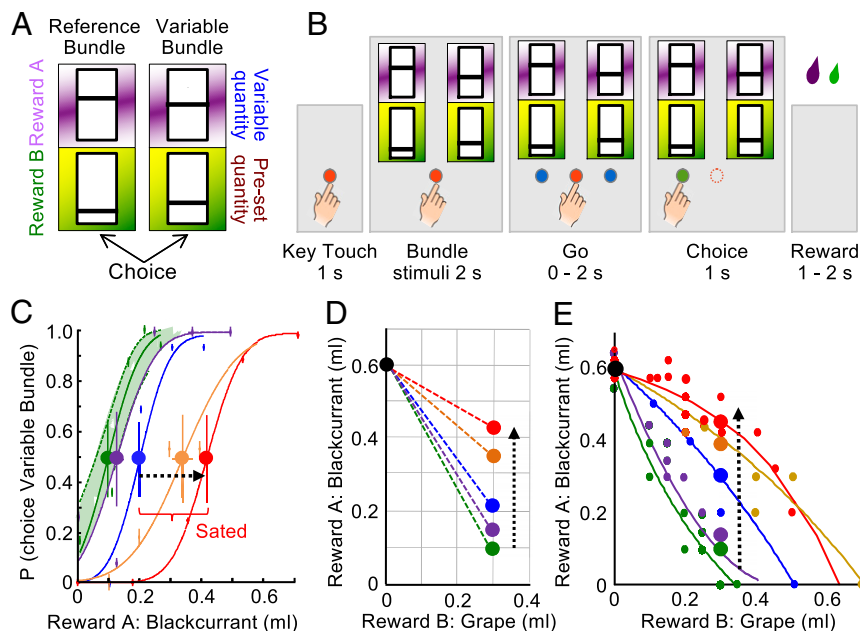 A
Reference Bundle
Variable Bundle
Reward A
Reward B
Variable quantity
Pre-set quantity
Choice
B
Key Touch
1 s
Bundle
stimuli 2 s
Go
0 - 2 s
Choice
1 s
Reward
1 - 2 s
C
P (choice Variable Bundle)
1.0
0.8
0.6
0.4
0.2
0
Sated
0
0.2
0.4
0.6
Reward A: Blackcurrant (ml)
D
Reward A: Blackcurrant (ml)
0.6
0.4
0.2
0
0
0.3
Reward B: Grape (ml)
E
Reward A: Blackcurrant (ml)
0.6
0.4
0.2
0
0
0.2
0.4
0.6
Reward B: Grape (ml)